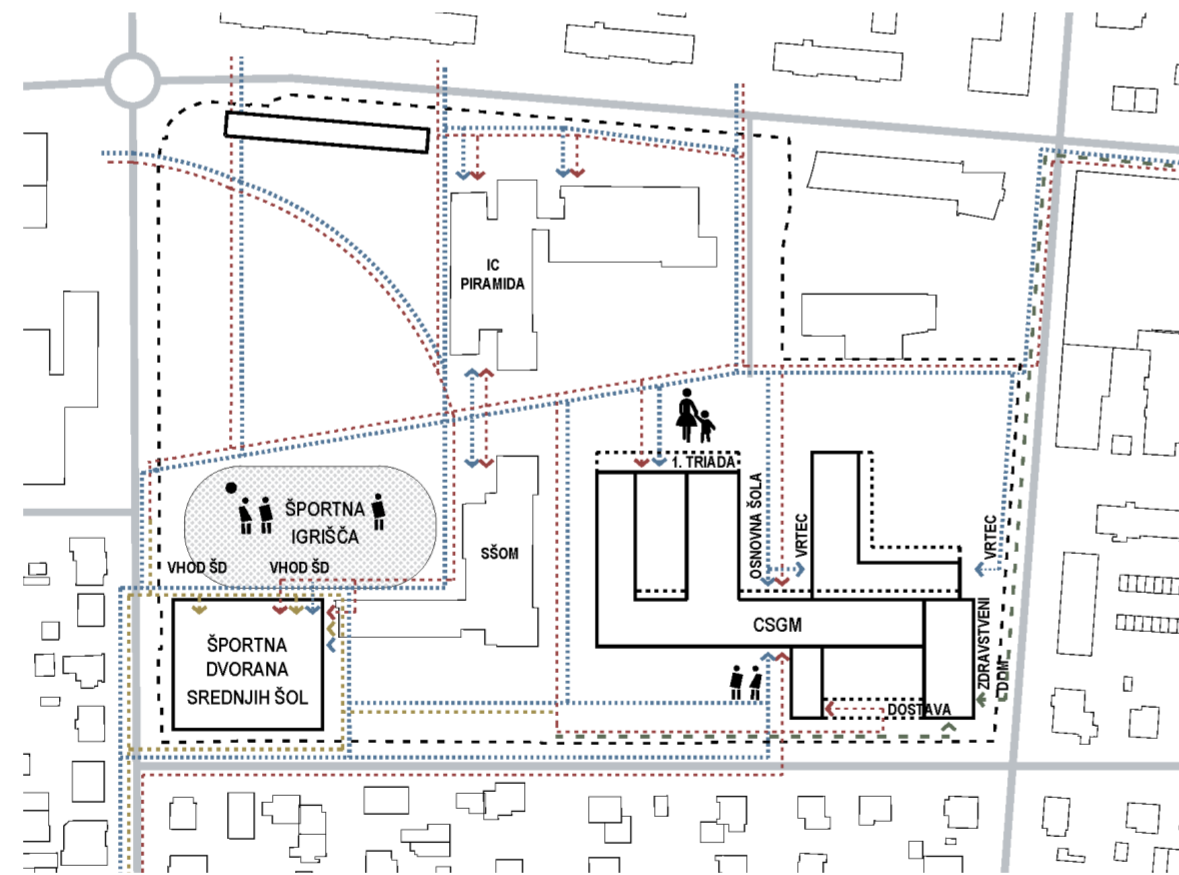 IC
PIRAMIDA
1. TRIADA
OSNOVNA ŠOLA
VRTEC
VRTEC
ŠPORTNA
IGRIŠČA
SŠOM
VHOD ŠD
VHOD ŠD
CSGM
ŠPORTNA
DVORANA
SREDNJIH ŠOL
ZDRAVSTVENI
DOM
DOSTAVA